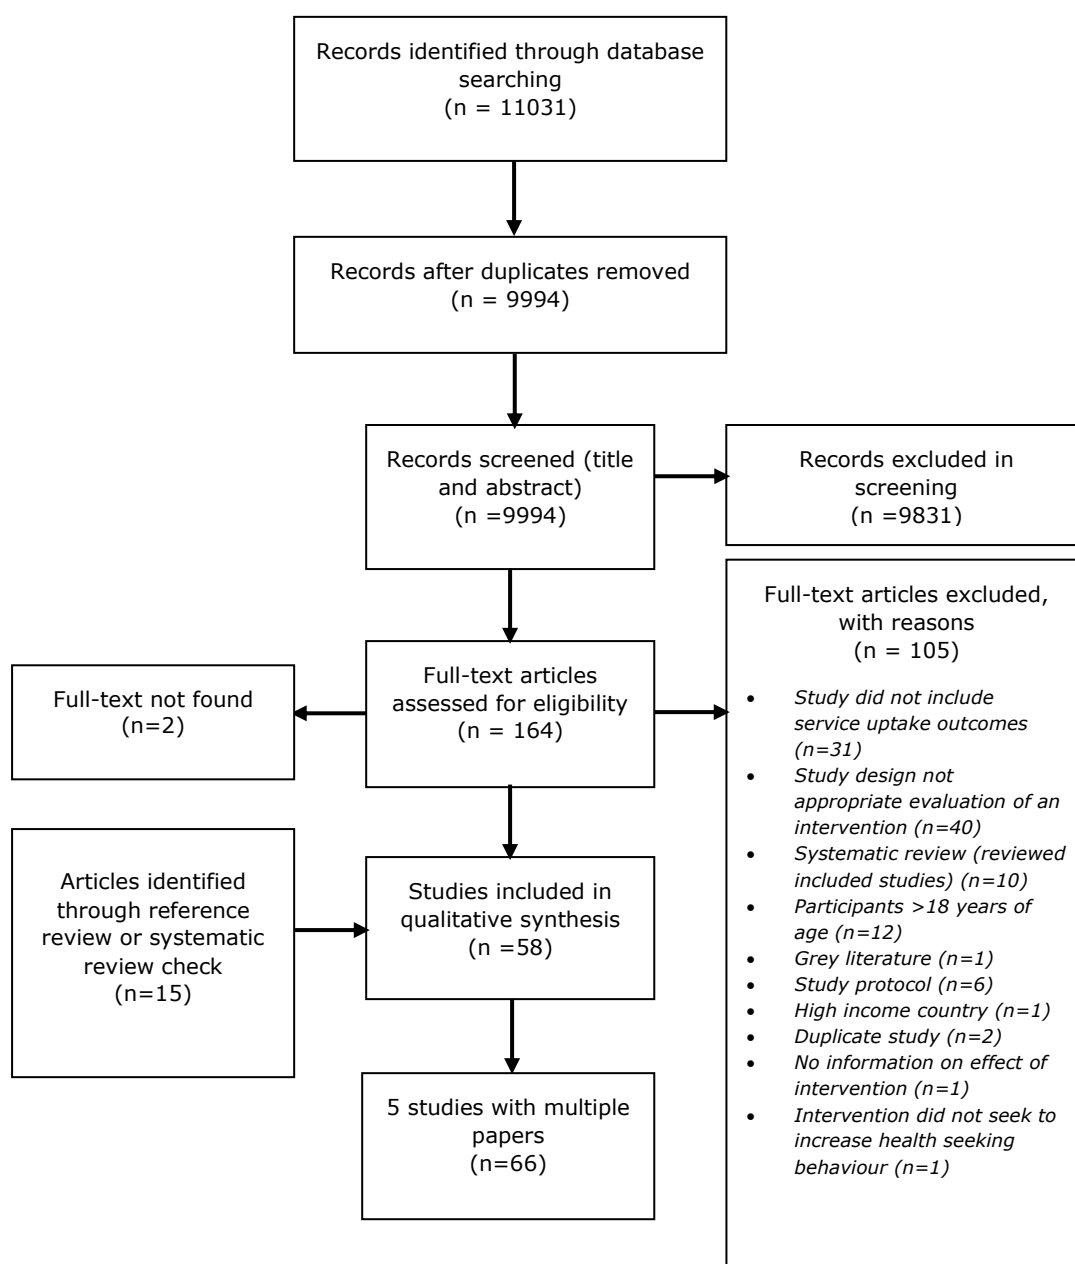 Records identified through database
searching
(n = 11031)
Records after duplicates removed
(n = 9994)
Records screened (title
and abstract)
(n =9994)
Records excluded in
screening
(n =9831)
Full-text articles
assessed for eligibility
(n = 164)
Full-text not found
(n=2)
Full-text articles excluded,
with reasons
(n = 105)
• Study did not include
service uptake outcomes
(n=31)
• Study design not
appropriate evaluation of an
intervention (n=40)
• Systematic review (reviewed
included studies) (n=10)
• Participants >18 years of
age (n=12)
• Grey literature (n=1)
• Study protocol (n=6)
• High income country (n=1)
• Duplicate study (n=2)
• No information on effect of
intervention (n=1)
• Intervention did not seek to
increase health seeking
behaviour (n=1)
Articles identified
through reference
review or systematic
review check
(n=15)
Studies included in
qualitative synthesis
(n =58)
5 studies with multiple
papers
(n=66)